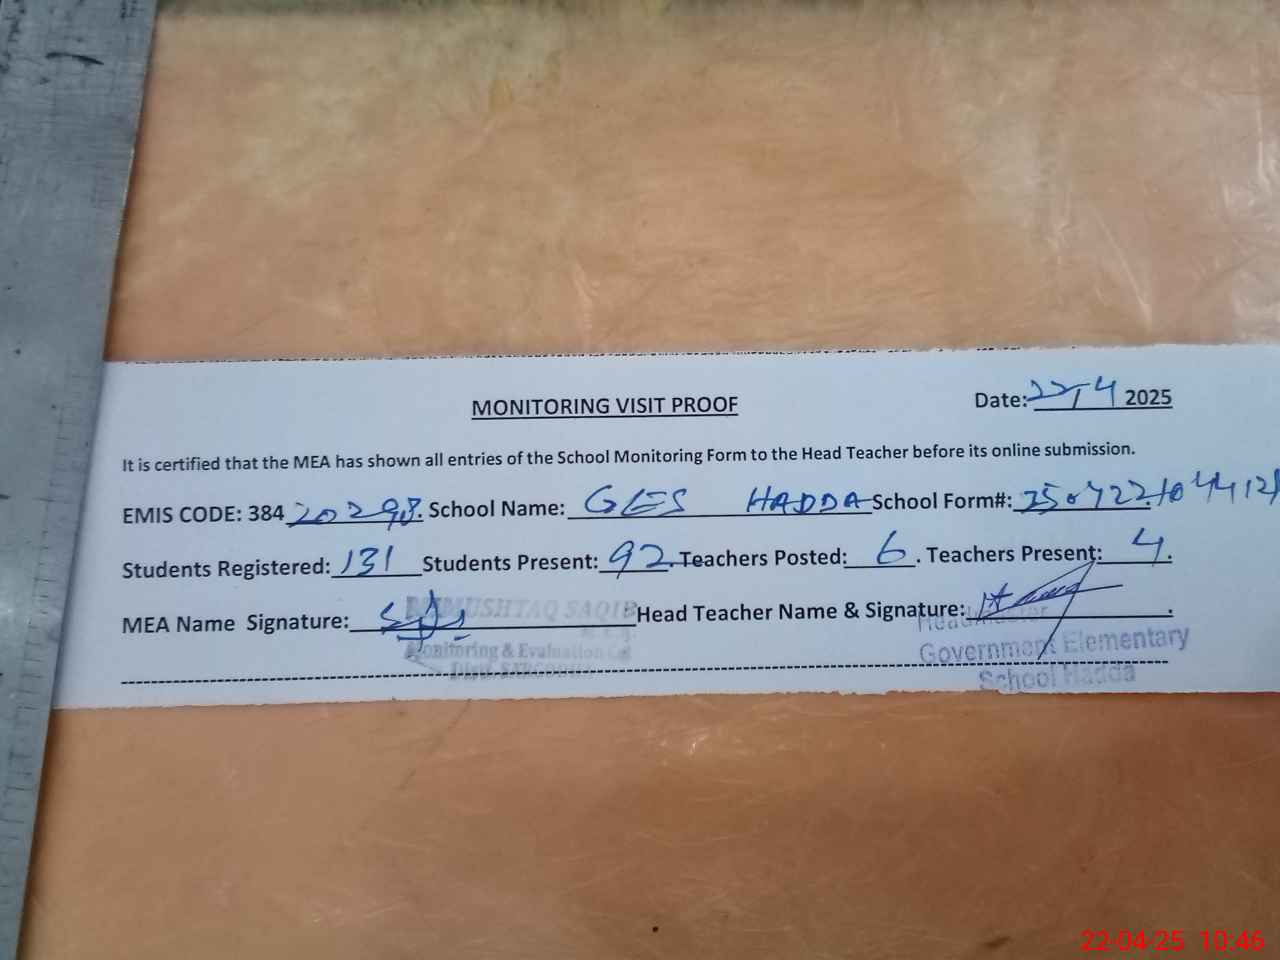 MONITORING VISIT PROOF Date: 22/4 2025
It is certified that the MEA has shown all entries of the School Monitoring Form to the Head Teacher before its online submission.
EMIS CODE: 384 20298. School Name: GES HADDA School Form#:
Students Registered: 131 Students Present: 92. Teachers Posted: 6. Teachers Present: 4.
MEA Name Signature: MUSHTAQ SAQIB Head Teacher Name & Signature: .
Monitoring & Evaluation
Headmaster
Government Elementary
School Hadda
22-04-25 10:46